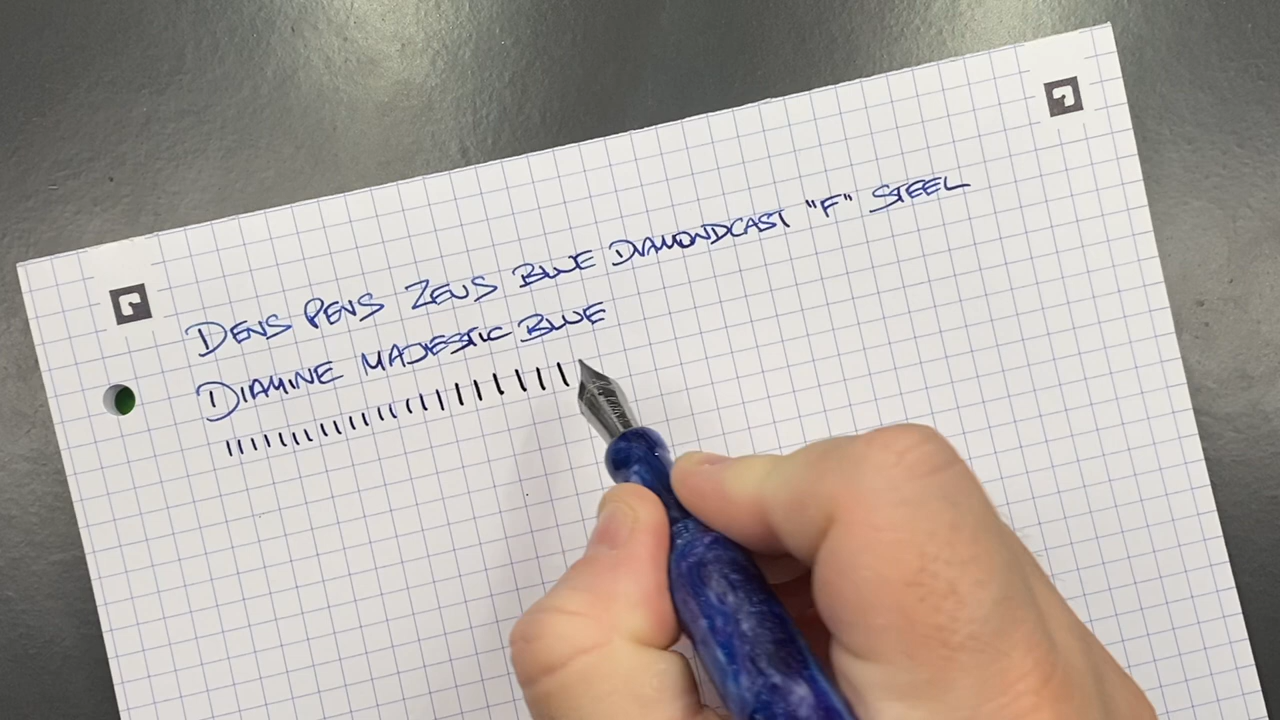 DENS PENS ZEUS BLUE DIAMONDCAST "F" STEEL
DIAMINE MAJESTIC BLUE